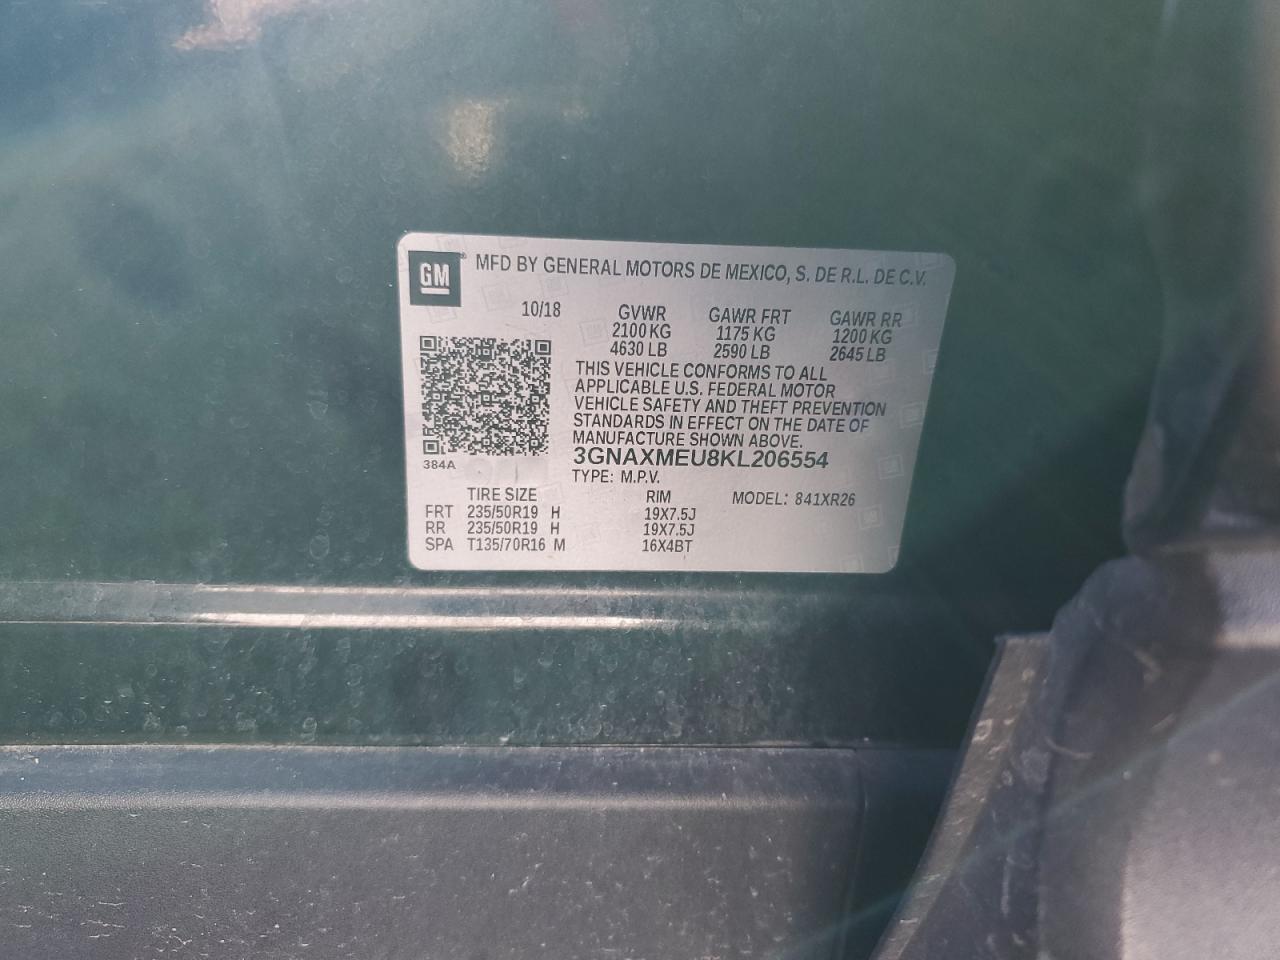 GM®
MFD BY GENERAL MOTORS DE MEXICO, S. DE R.L. DE C.V.
10/18 GVWR GAWR FRT GAWR RR
2100 KG 1175 KG 1200 KG
4630 LB 2590 LB 2645 LB
THIS VEHICLE CONFORMS TO ALL
APPLICABLE U.S. FEDERAL MOTOR
VEHICLE SAFETY AND THEFT PREVENTION
STANDARDS IN EFFECT ON THE DATE OF
MANUFACTURE SHOWN ABOVE.
384A
3GNAXMEU8KL206554
TYPE: M.P.V.
TIRE SIZE RIM MODEL: 841XR26
FRT 235/50R19 H 19X7.5J
RR 235/50R19 H 19X7.5J
SPA T135/70R16 M 16X4BT